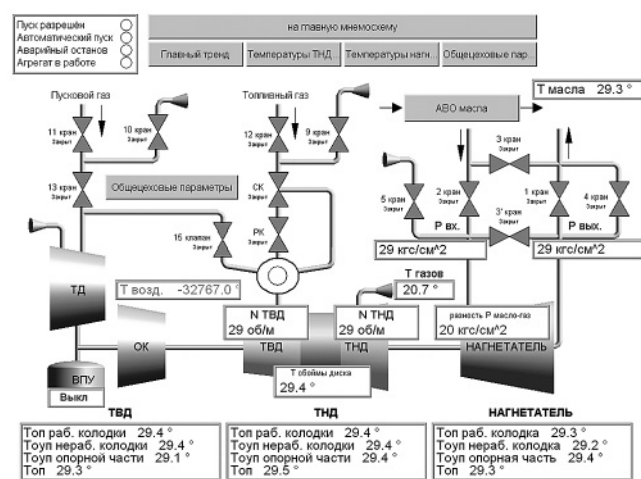 Пуск разрешён
Автоматический пуск
Аварийный останов
Агрегат в работе
на главную мнемосхему
Главный тренд
Температуры ТНД...
Температуры нагн...
Общецеховые пар...
Т масла 29.3 °
Пусковой газ
Топливный газ
АВО масла
11 кран
Закрыт
10 кран
Закрыт
12 кран
Закрыт
9 кран
Закрыт
3 кран
Закрыт
13 кран
Закрыт
Общецеховые параметры
СК
Закрыт
5 кран
Закрыт
2 кран
Закрыт
1 кран
Закрыт
4 кран
Закрыт
15 клапан
Закрыт
РК
Закрыт
3' кран
Закрыт
Р вх.
Р вых.
29 кгс/см^2
29 кгс/см^2
ТД
Т возд. -32767.0 °
Т газов
20.7 °
N ТВД
29 об/м
N ТНД
29 об/м
разность Р масло-газ
20 кгс/см^2
ОК
ТВД
ТНД
НАГНЕТАТЕЛЬ
ВПУ
Выкл
Т обоймы диска
29.4 °
ТВД
ТНД
НАГНЕТАТЕЛЬ
Топ раб. колодки 29.4 °
Тоуп нераб. колодки 29.4 °
Тоуп опорной части 29.1 °
Топ 29.3 °
Топ раб. колодки 29.4 °
Тоуп нераб. колодки 29.4 °
Тоуп опорной части 29.4 °
Топ 29.5 °
Топ раб. колодка 29.3 °
Тоуп нераб. колодка 29.2 °
Тоуп опорная часть 29.4 °
Топ 29.3 °